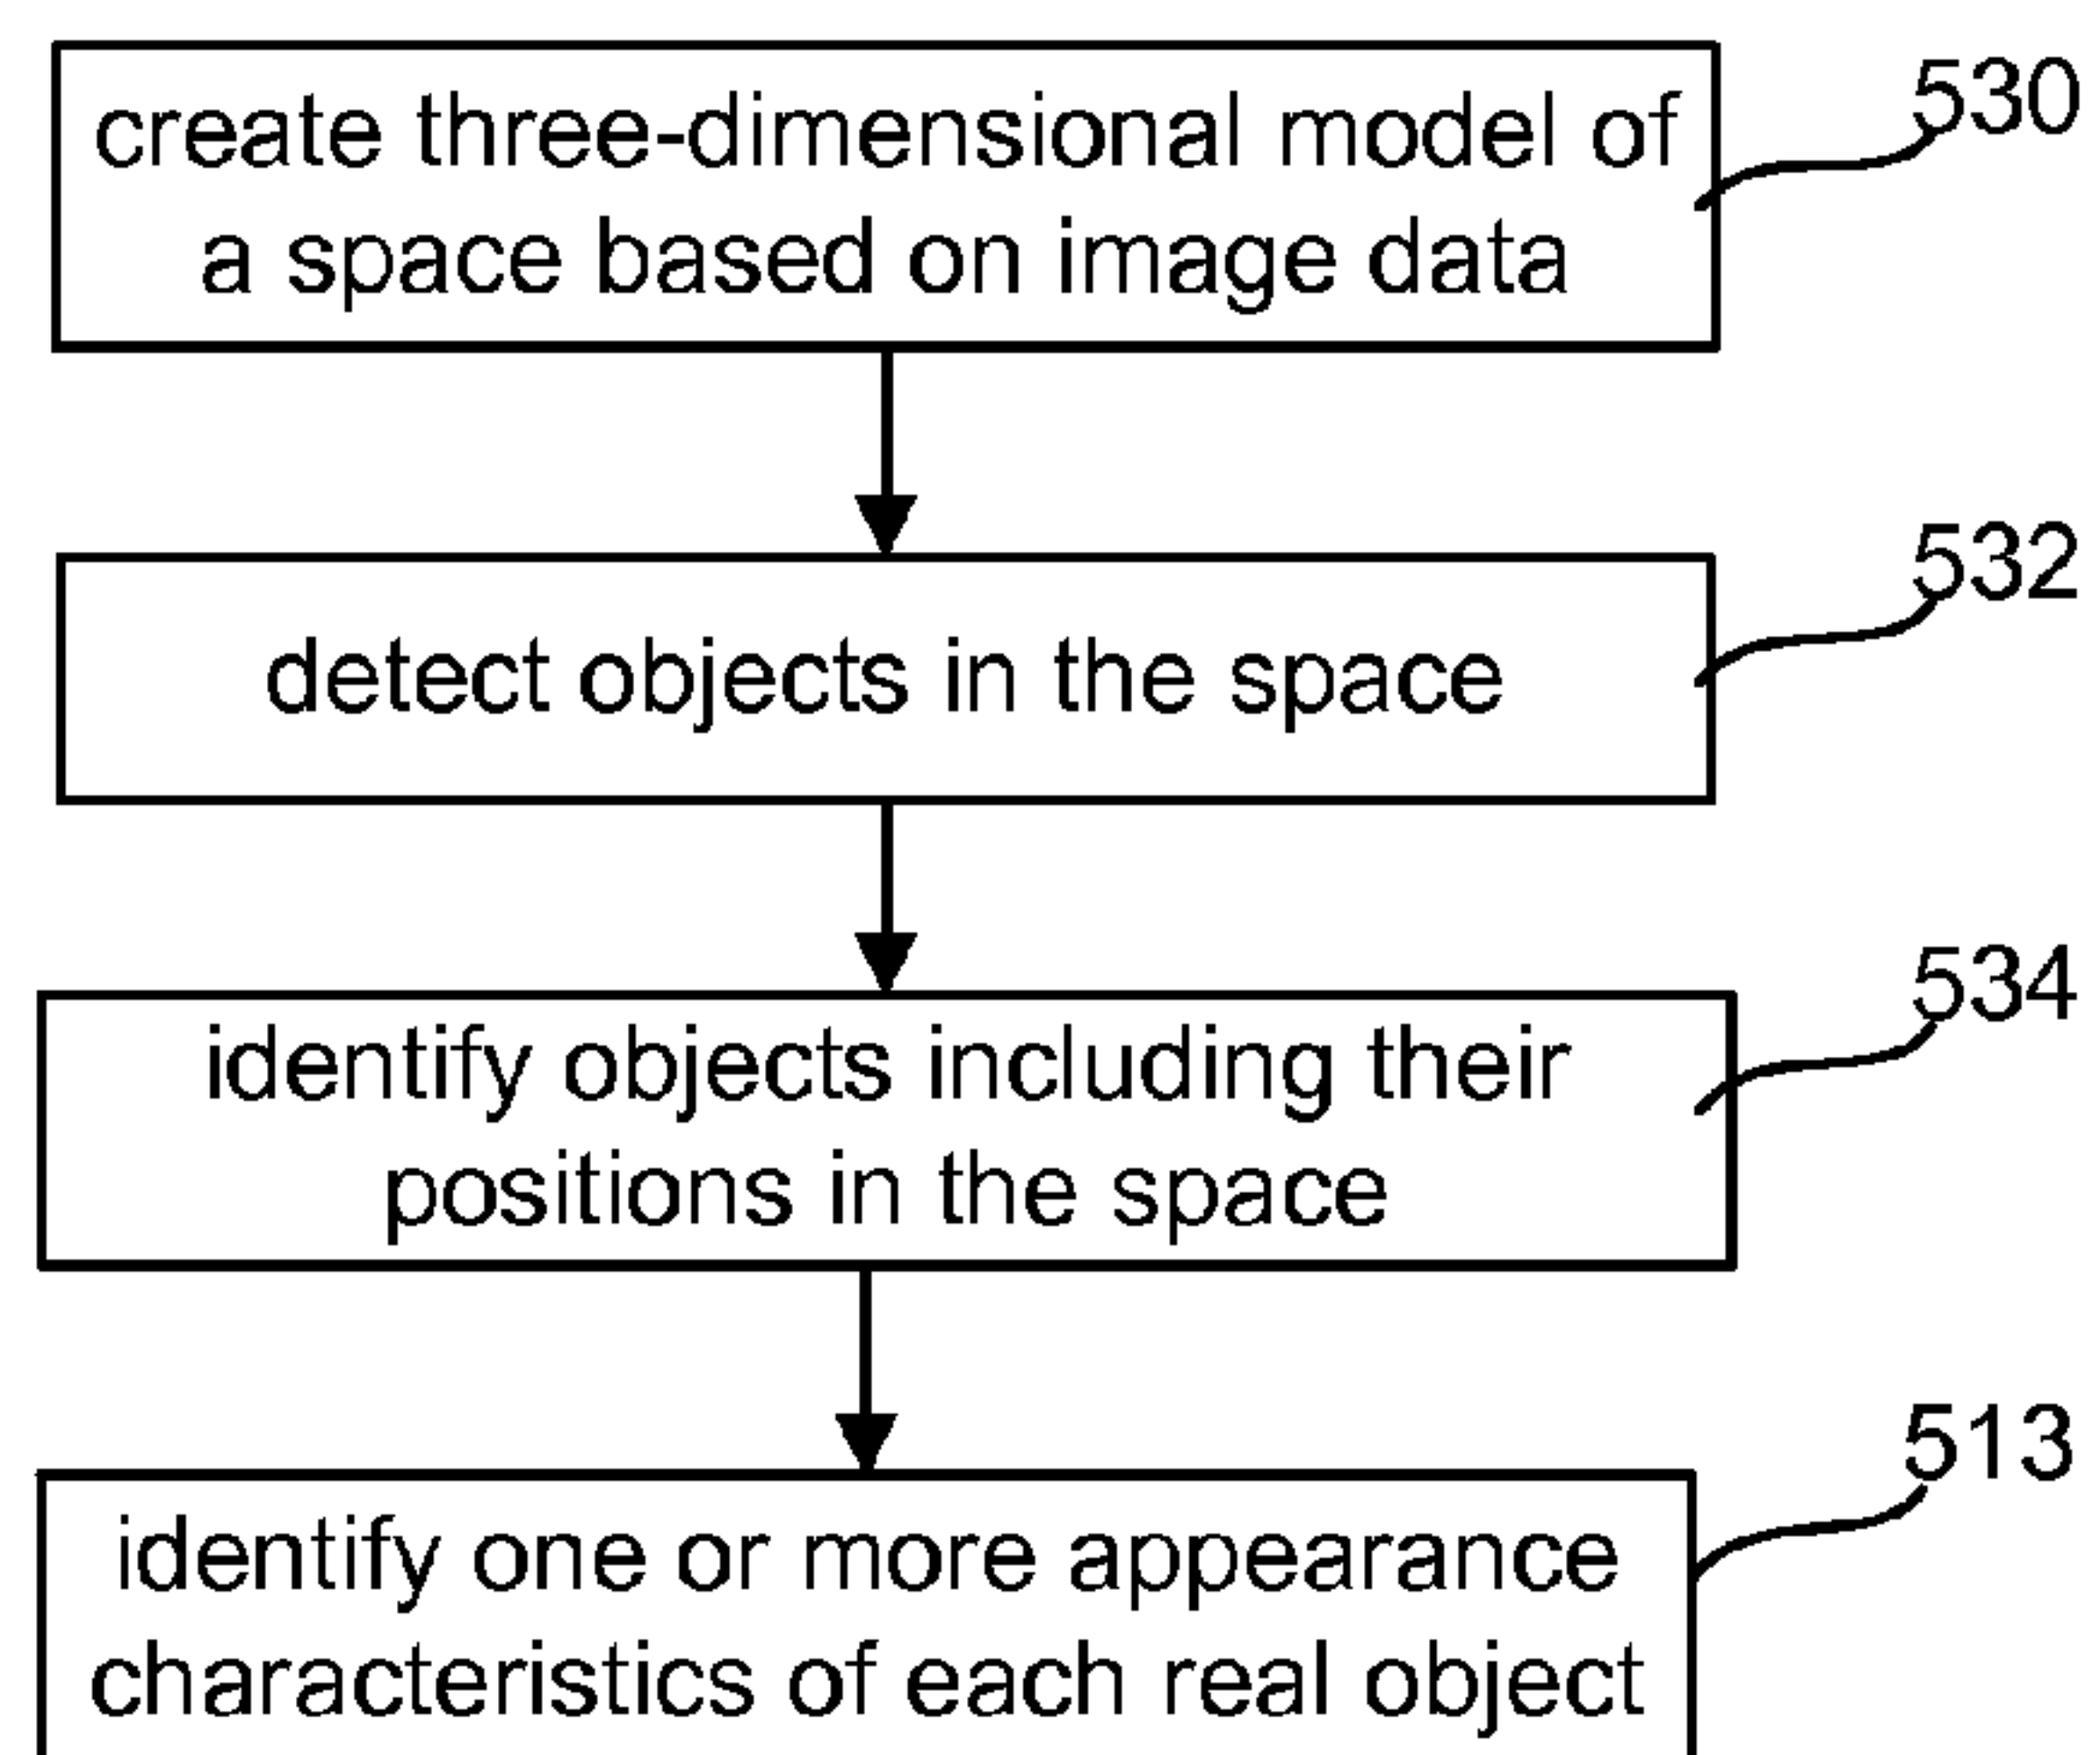 create three-dimensional model of
a space based on image data
530
detect objects in the space
532
identify objects including their
positions in the space
534
identify one or more appearance
characteristics of each real object
513